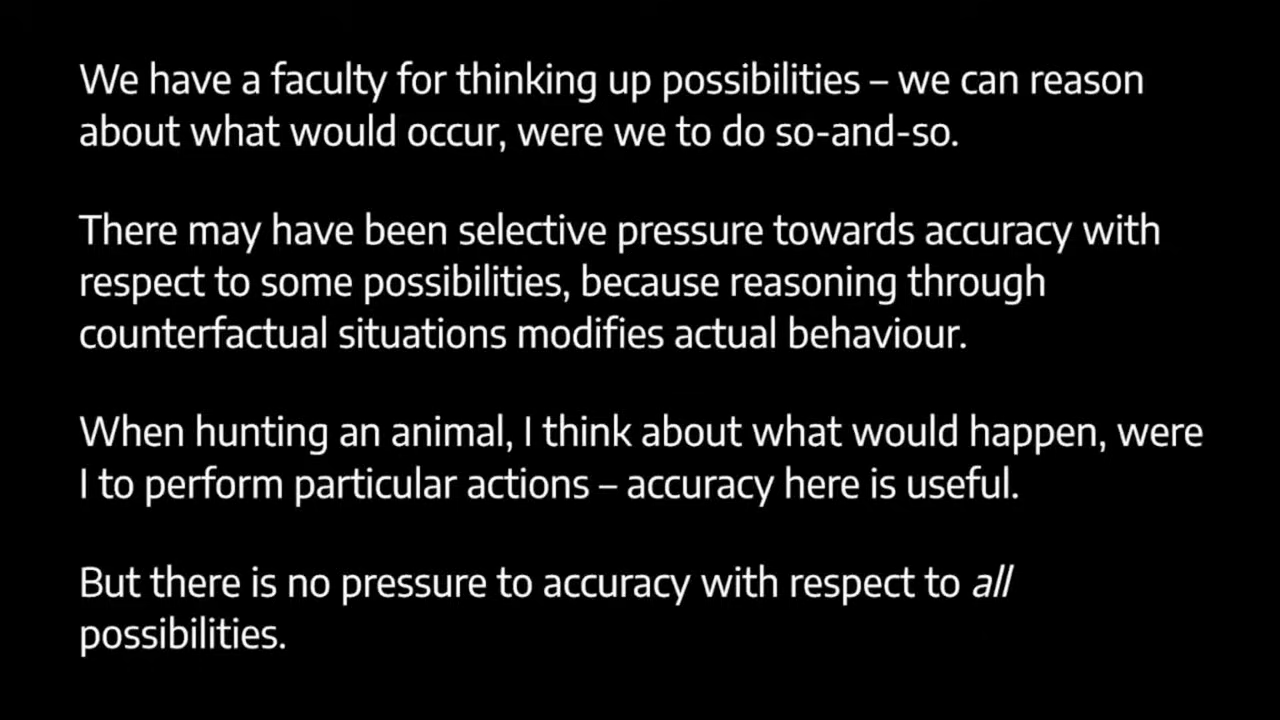 We have a faculty for thinking up possibilities – we can reason
about what would occur, were we to do so-and-so.
There may have been selective pressure towards accuracy with
respect to some possibilities, because reasoning through
counterfactual situations modifies actual behaviour.
When hunting an animal, I think about what would happen, were
I to perform particular actions – accuracy here is useful.
But there is no pressure to accuracy with respect to all
possibilities.